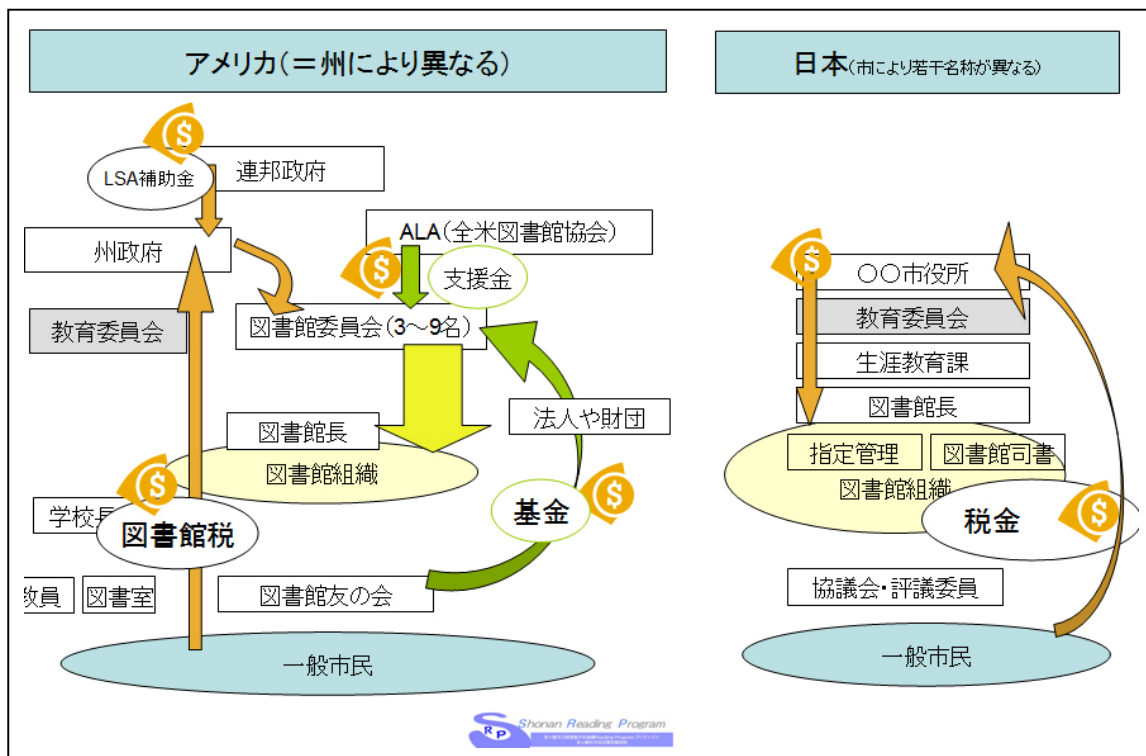 アメリカ(＝州により異なる)
日本(市により若干名称が異なる)
$
LSA補助金
連邦政府
ALA(全米図書館協会)
州政府
$
支援金
$
〇〇市役所
教育委員会
図書館委員会(3～9名)
教育委員会
生涯教育課
図書館長
法人や財団
図書館長
図書館組織
指定管理
図書館司書
図書館組織
$
学校長
図書館税
基金
$
税金
$
教員
図書室
図書館友の会
協議会・評議委員
一般市民
一般市民
SRP
Shonan Reading Program